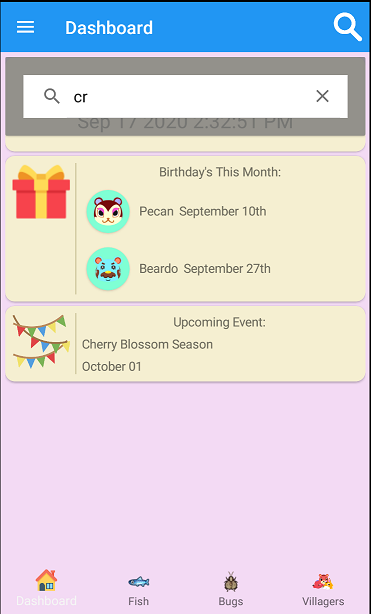 Dashboard
cr
Sep 17 2020 2:32:51 PM
Birthday's This Month:
Pecan September 10th
Beardo September 27th
Upcoming Event:
Cherry Blossom Season
October 01
Dashboard Fish Bugs Villagers